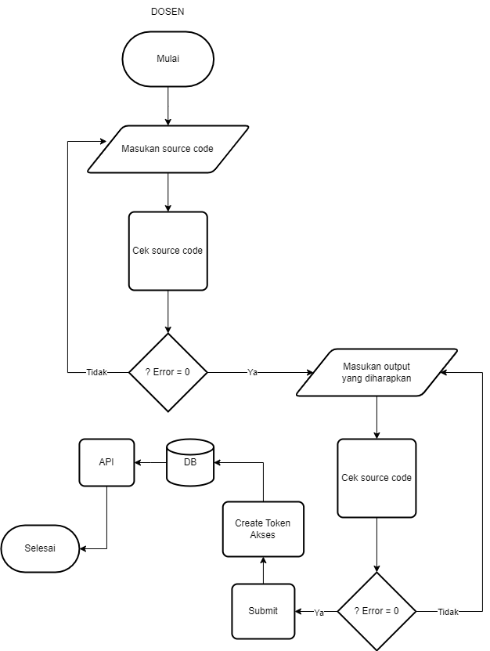 DOSEN
Mulai
Masukan source code
Cek source code
? Error = 0
Tidak
Ya
Masukan output
yang diharapkan
Cek source code
? Error = 0
Tidak
Ya
Submit
Create Token
Akses
DB
API
Selesai